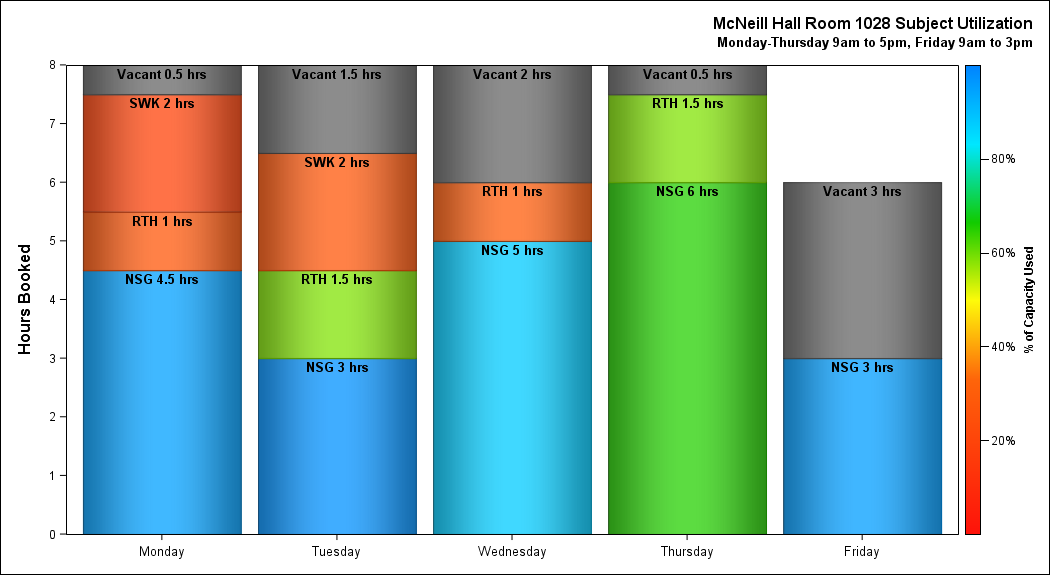 McNeill Hall Room 1028 Subject Utilization
Monday-Thursday 9am to 5pm, Friday 9am to 3pm
Hours Booked
8
7
6
5
4
3
2
1
0
Vacant 0.5 hrs
SWK 2 hrs
RTH 1 hrs
NSG 4.5 hrs
Vacant 1.5 hrs
SWK 2 hrs
RTH 1.5 hrs
NSG 3 hrs
Vacant 2 hrs
RTH 1 hrs
NSG 5 hrs
Vacant 0.5 hrs
RTH 1.5 hrs
NSG 6 hrs
Vacant 3 hrs
NSG 3 hrs
Monday
Tuesday
Wednesday
Thursday
Friday
80%
60%
40%
20%
% of Capacity Used